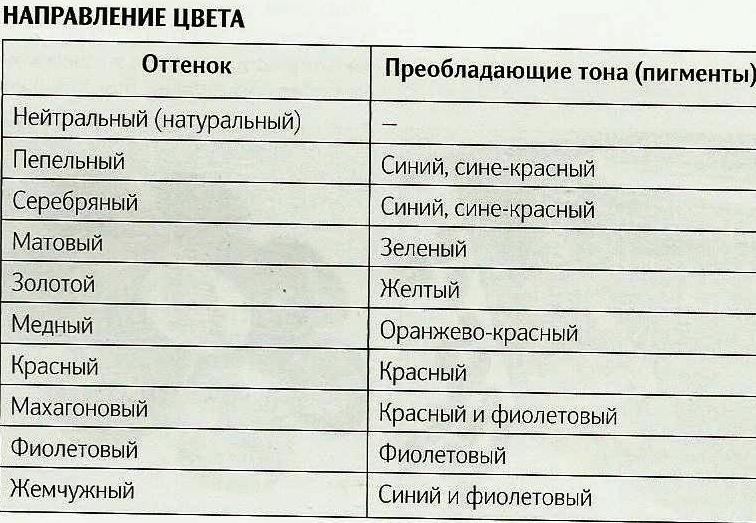 НАПРАВЛЕНИЕ ЦВЕТА
Оттенок Преобладающие тона (пигменты)
Нейтральный (натуральный) –
Пепельный Синий, сине-красный
Серебряный Синий, сине-красный
Матовый Зеленый
Золотой Желтый
Медный Оранжево-красный
Красный Красный
Махагоновый Красный и фиолетовый
Фиолетовый Фиолетовый
Жемчужный Синий и фиолетовый